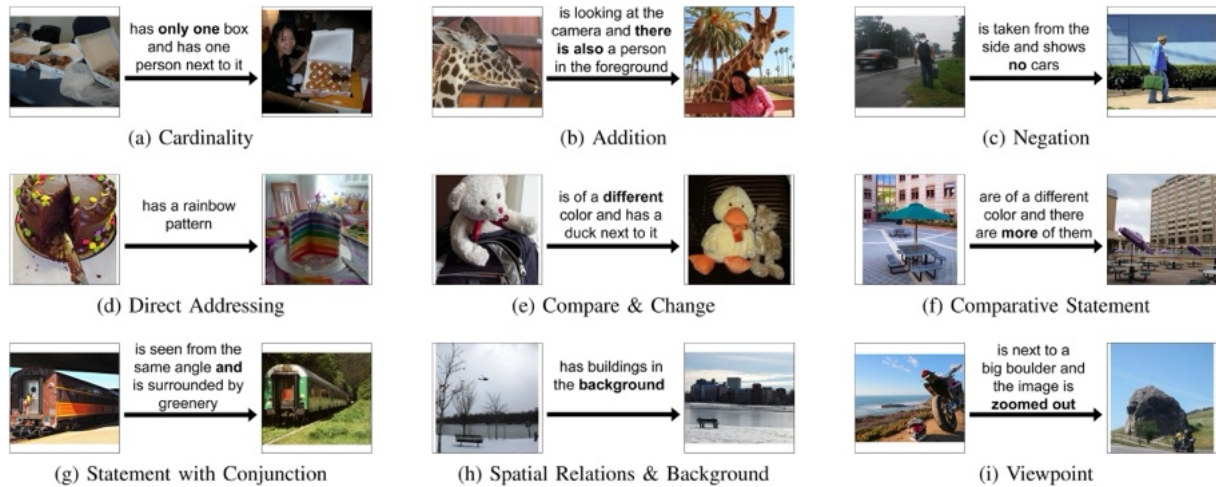 has only one box
and has one
person next to it
(a) Cardinality
is looking at the
camera and there
is also a person
in the foreground
(b) Addition
is taken from the
side and shows
no cars
(c) Negation
has a rainbow
pattern
(d) Direct Addressing
is of a different
color and has a
duck next to it
(e) Compare & Change
are of a different
color and there
are more of them
(f) Comparative Statement
is seen from the
same angle and
is surrounded by
greenery
(g) Statement with Conjunction
has buildings in
the background
(h) Spatial Relations & Background
is next to a
big boulder and
the image is
zoomed out
(i) Viewpoint